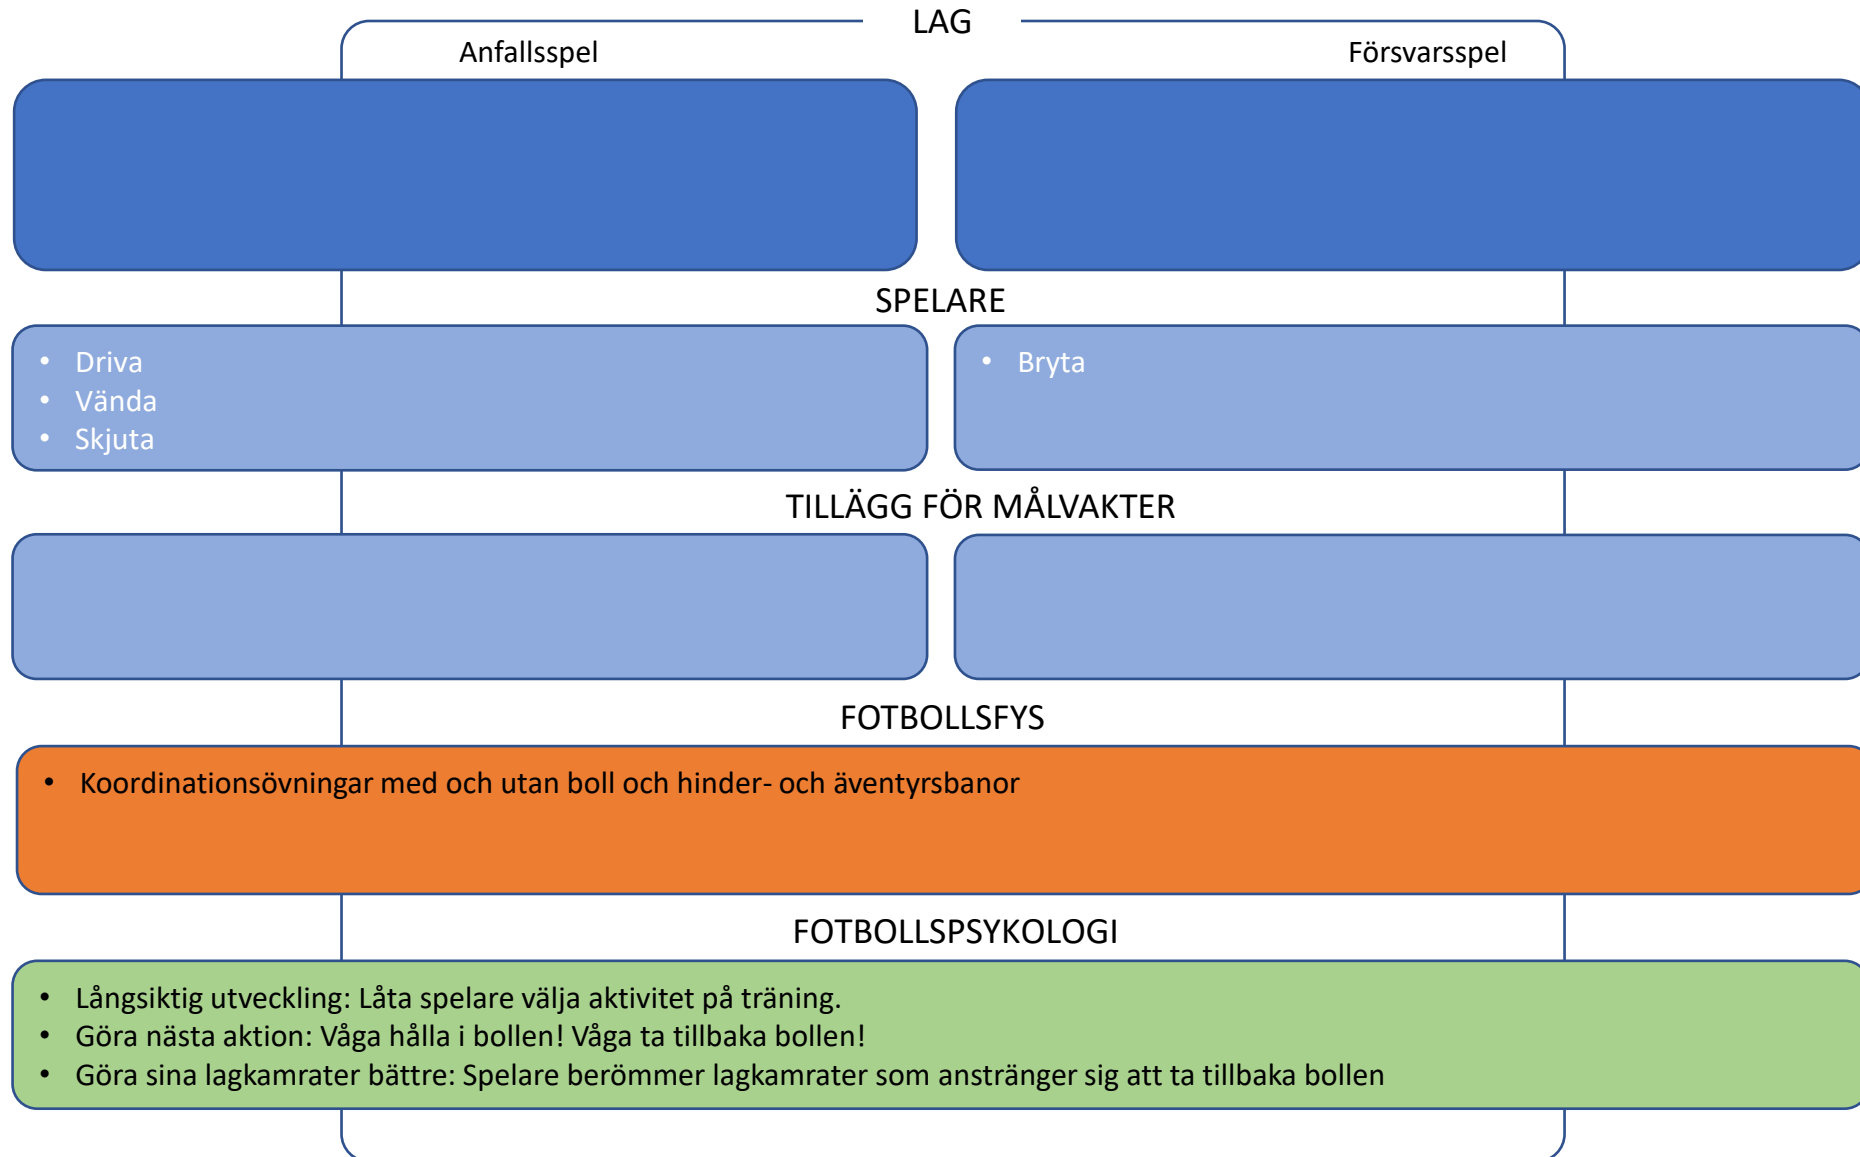 LAG
Anfallsspel
Försvarsspel
SPELARE
• Driva
• Vända
• Skjuta
• Bryta
TILLÄGG FÖR MÅLVAKTER
FOTBOLLSFYS
• Koordinationsövningar med och utan boll och hinder- och äventyrsbanor
FOTBOLLSPSYKOLOGI
• Långsiktig utveckling: Låta spelare välja aktivitet på träning.
• Göra nästa aktion: Våga hålla i bollen! Våga ta tillbaka bollen!
• Göra sina lagkamrater bättre: Spelare berömmer lagkamrater som anstränger sig att ta tillbaka bollen